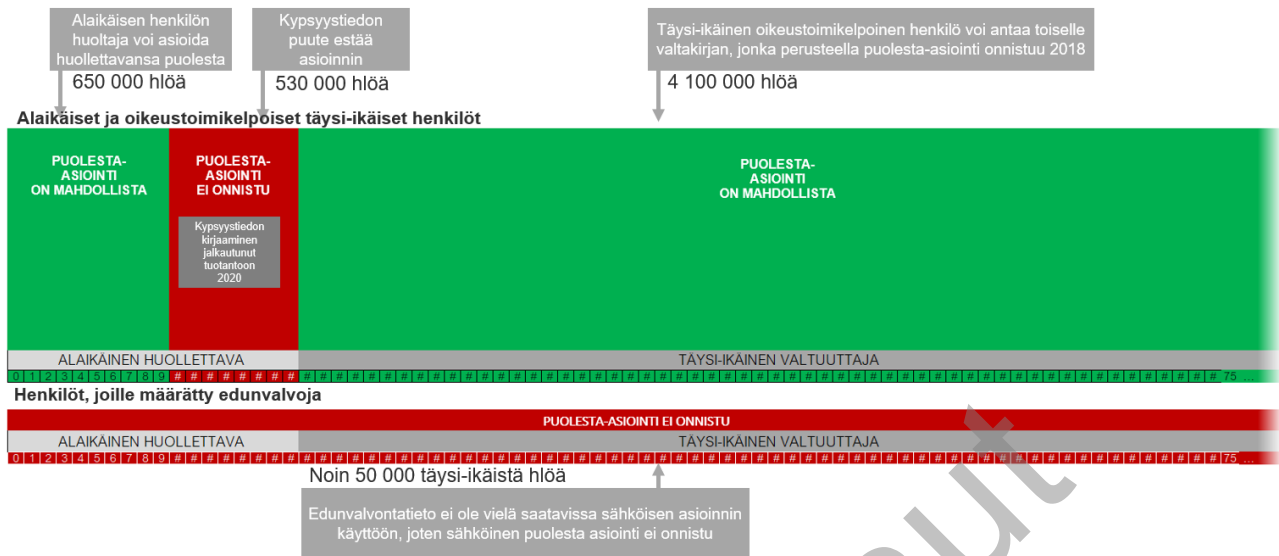 Alaikäisen henkilön
huoltaja voi asioida
huollettavansa puolesta
Kypsyystiedon
puute estää
asioinnin
Täysi-ikäinen oikeustoimikelpoinen henkilö voi antaa toiselle
valtakirjan, jonka perusteella puolesta-asiointi onnistuu 2018
650 000 hlöä
530 000 hlöä
4 100 000 hlöä
Alaikäiset ja oikeustoimikelpoiset täysi-ikäiset henkilöt
PUOLESTA-
ASIOINTI
ON MAHDOLLISTA
PUOLESTA-
ASIOINTI
EI ONNISTU
PUOLESTA-
ASIOINTI
ON MAHDOLLISTA
Kypsyystiedon
kirjaaminen
jalkautunut
tuotantoon
2020
ALAIKÄINEN HUOLLETTAVA
TÄYSI-IKÄINEN VALTUUTTAJA
0 1 2 3 4 5 6 7 8 9 # # # # # # # # # # # # # # # # # # # # # # # # # # # # # # # # # # # # # # # # # # # # # # # # # # # # # # # # # # # # # # # # # 75 ...
Henkilöt, joille määrätty edunvalvoja
PUOLESTA-ASIOINTI EI ONNISTU
ALAIKÄINEN HUOLLETTAVA
TÄYSI-IKÄINEN VALTUUTTAJA
0 1 2 3 4 5 6 7 8 9 # # # # # # # # # # # # # # # # # # # # # # # # # # # # # # # # # # # # # # # # # # # # # # # # # # # # # # # # # # # # # # # # # 75 ...
Noin 50 000 täysi-ikäistä hlöä
Edunvalvontatieto ei ole vielä saatavissa sähköisen asioinnin
käyttöön, joten sähköinen puolesta asiointi ei onnistu